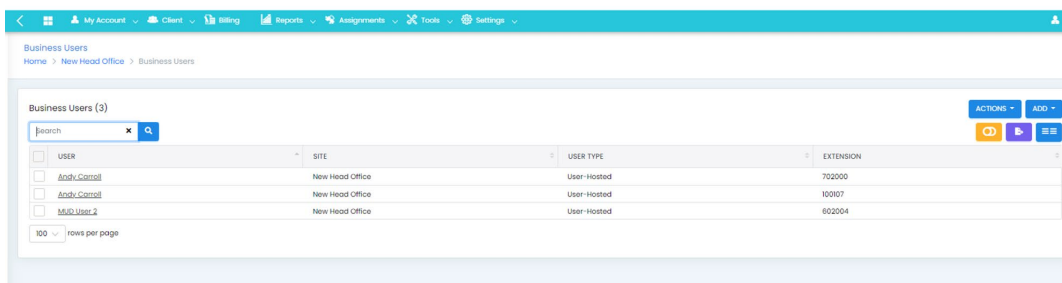 My Account Client Billing Reports Assignments Tools Settings
Business Users
Home > New Head Office > Business Users
Business Users (3)
ACTIONS ADD
Search
USER SITE USER TYPE EXTENSION
Andy Carroll New Head Office User-Hosted 702000
Andy Carroll New Head Office User-Hosted 100107
MUD User 2 New Head Office User-Hosted 602004
100 rows per page